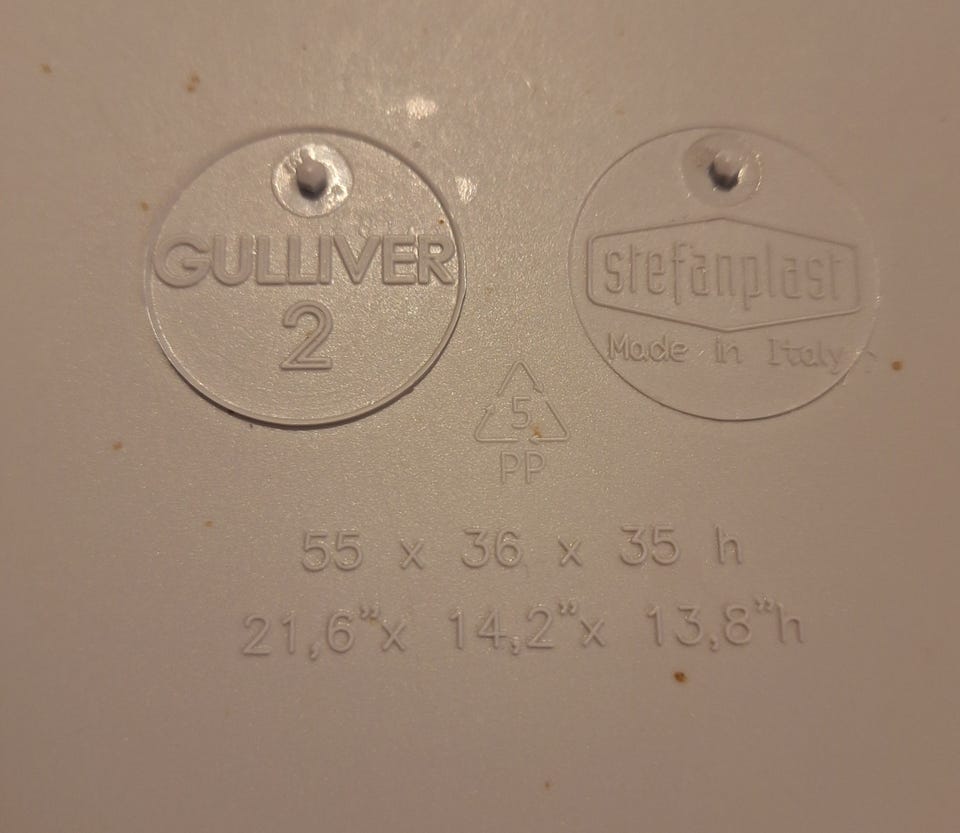 GULLIVER
2
stefanplast
Made in Italy
5
PP
55 x 36 x 35 h
21,6”x 14,2”x 13,8”h